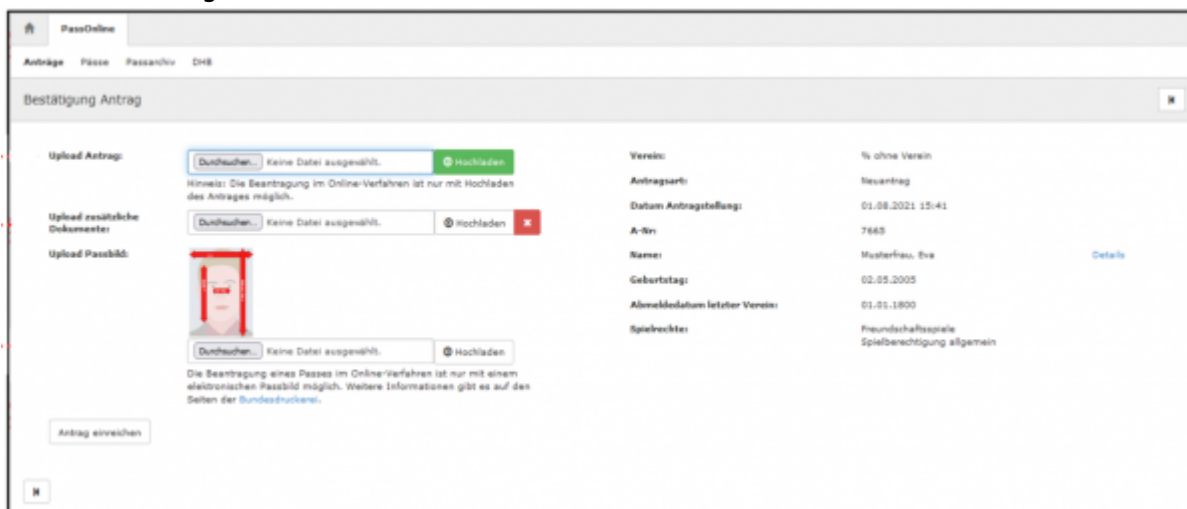 PassOnline
Anträge Pässe Passarchiv DHB
Bestätigung Antrag
Upload Antrag:
Durchsuchen... Keine Datei ausgewählt. Hochladen
Hinweis: Die Beantragung im Online-Verfahren ist nur mit Hochladen
des Antrages möglich.
Upload zusätzliche
Dokumente:
Durchsuchen... Keine Datei ausgewählt. Hochladen
Upload Passbild:
Durchsuchen... Keine Datei ausgewählt. Hochladen
Die Beantragung eines Passes im Online-Verfahren ist nur mit einem
elektronischen Passbild möglich. Weitere Informationen gibt es auf den
Seiten der Bundesdruckerei.
Antrag einreichen
Verein: % ohne Verein
Antragsart: Neuantrag
Datum Antragstellung: 01.08.2021 15:41
A-Nr: 7665
Name: Musterfrau, Eva Details
Geburtstag: 02.05.2005
Abmeldedatum letzter Verein: 01.01.1800
Spielrechte: Freundschaftsspiele
Spielberechtigung allgemein